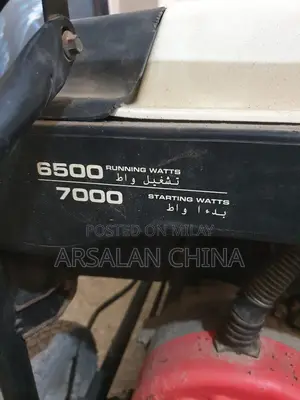 6500 RUNNING WATTS
تشغيل واط
7000 STARTING WATTS
بدء واط
POSTED ON MILAY
ARSALAN CHINA